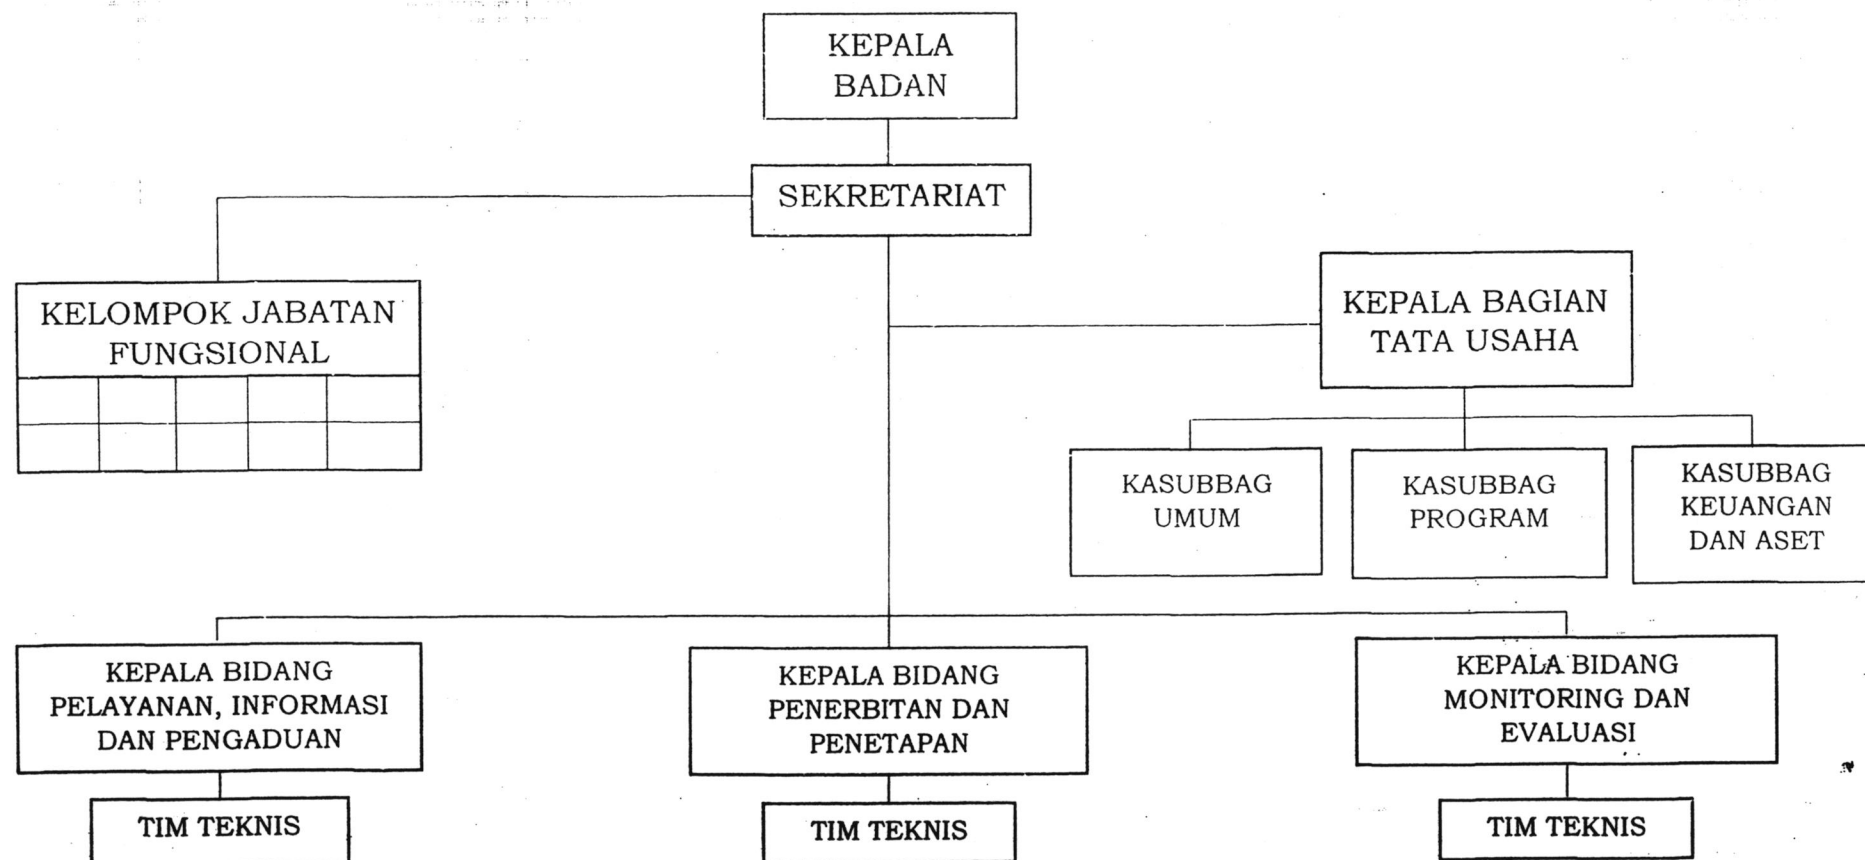 KEPALA
BADAN
SEKRETARIAT
KELOMPOK JABATAN
FUNGSIONAL
KEPALA BAGIAN
TATA USAHA
KASUBBAG
UMUM
KASUBBAG
PROGRAM
KASUBBAG
KEUANGAN
DAN ASET
KEPALA BIDANG
PELAYANAN, INFORMASI
DAN PENGADUAN
KEPALA BIDANG
PENERBITAN DAN
PENETAPAN
KEPALA BIDANG
MONITORING DAN
EVALUASI
TIM TEKNIS
TIM TEKNIS
TIM TEKNIS